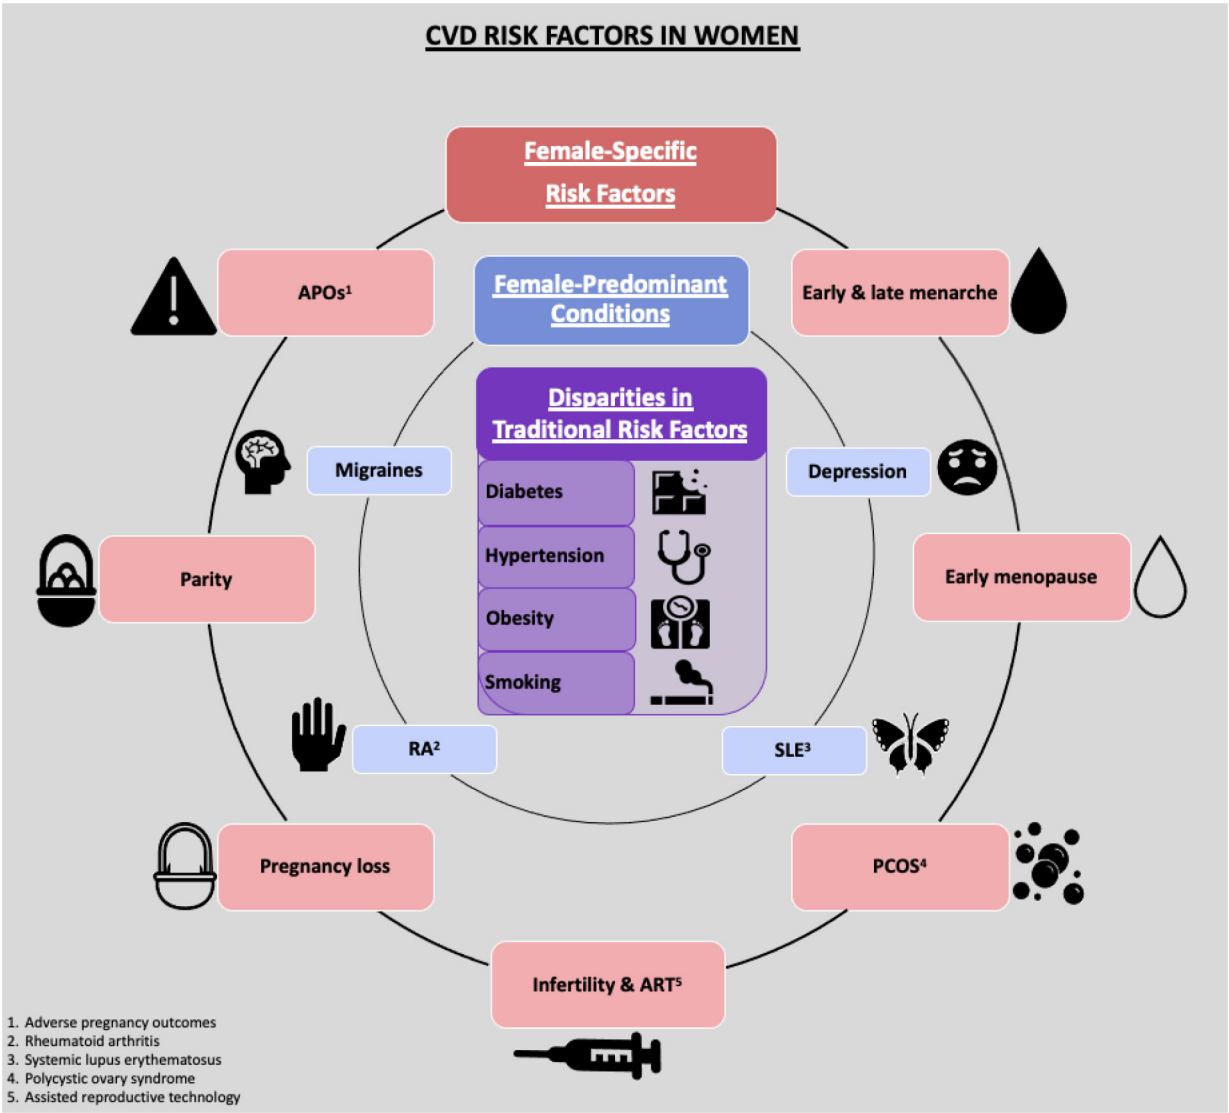 CVD RISK FACTORS IN WOMEN
Female-Specific
Risk Factors
APOs¹
Early & late menarche
Female-Predominant
Conditions
Disparities in
Traditional Risk Factors
Migraines
Depression
Diabetes
Hypertension
Obesity
Smoking
Parity
Early menopause
RA²
SLE³
Pregnancy loss
PCOS⁴
Infertility & ART⁵
1. Adverse pregnancy outcomes
2. Rheumatoid arthritis
3. Systemic lupus erythematosus
4. Polycystic ovary syndrome
5. Assisted reproductive technology